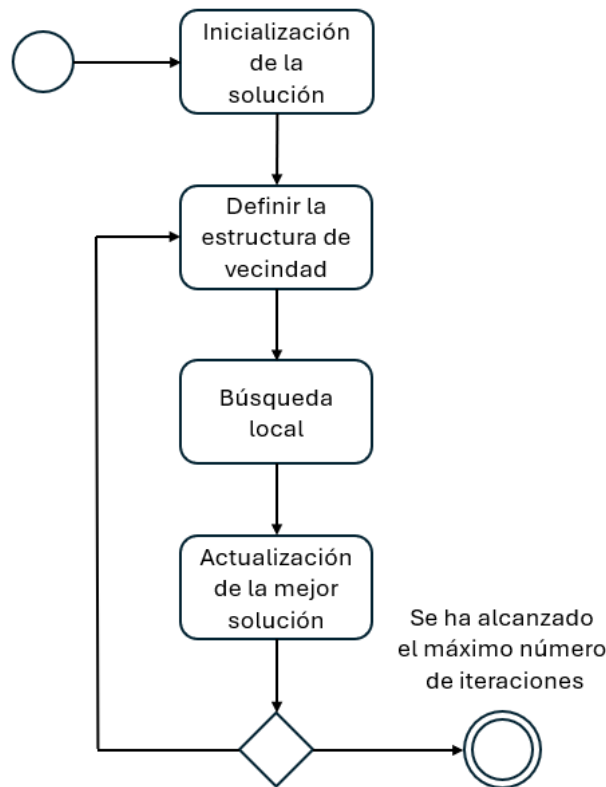 Inicialización
de la
solución
Definir la
estructura de
vecindad
Búsqueda
local
Actualización
de la mejor
solución
Se ha alcanzado
el máximo número
de iteraciones